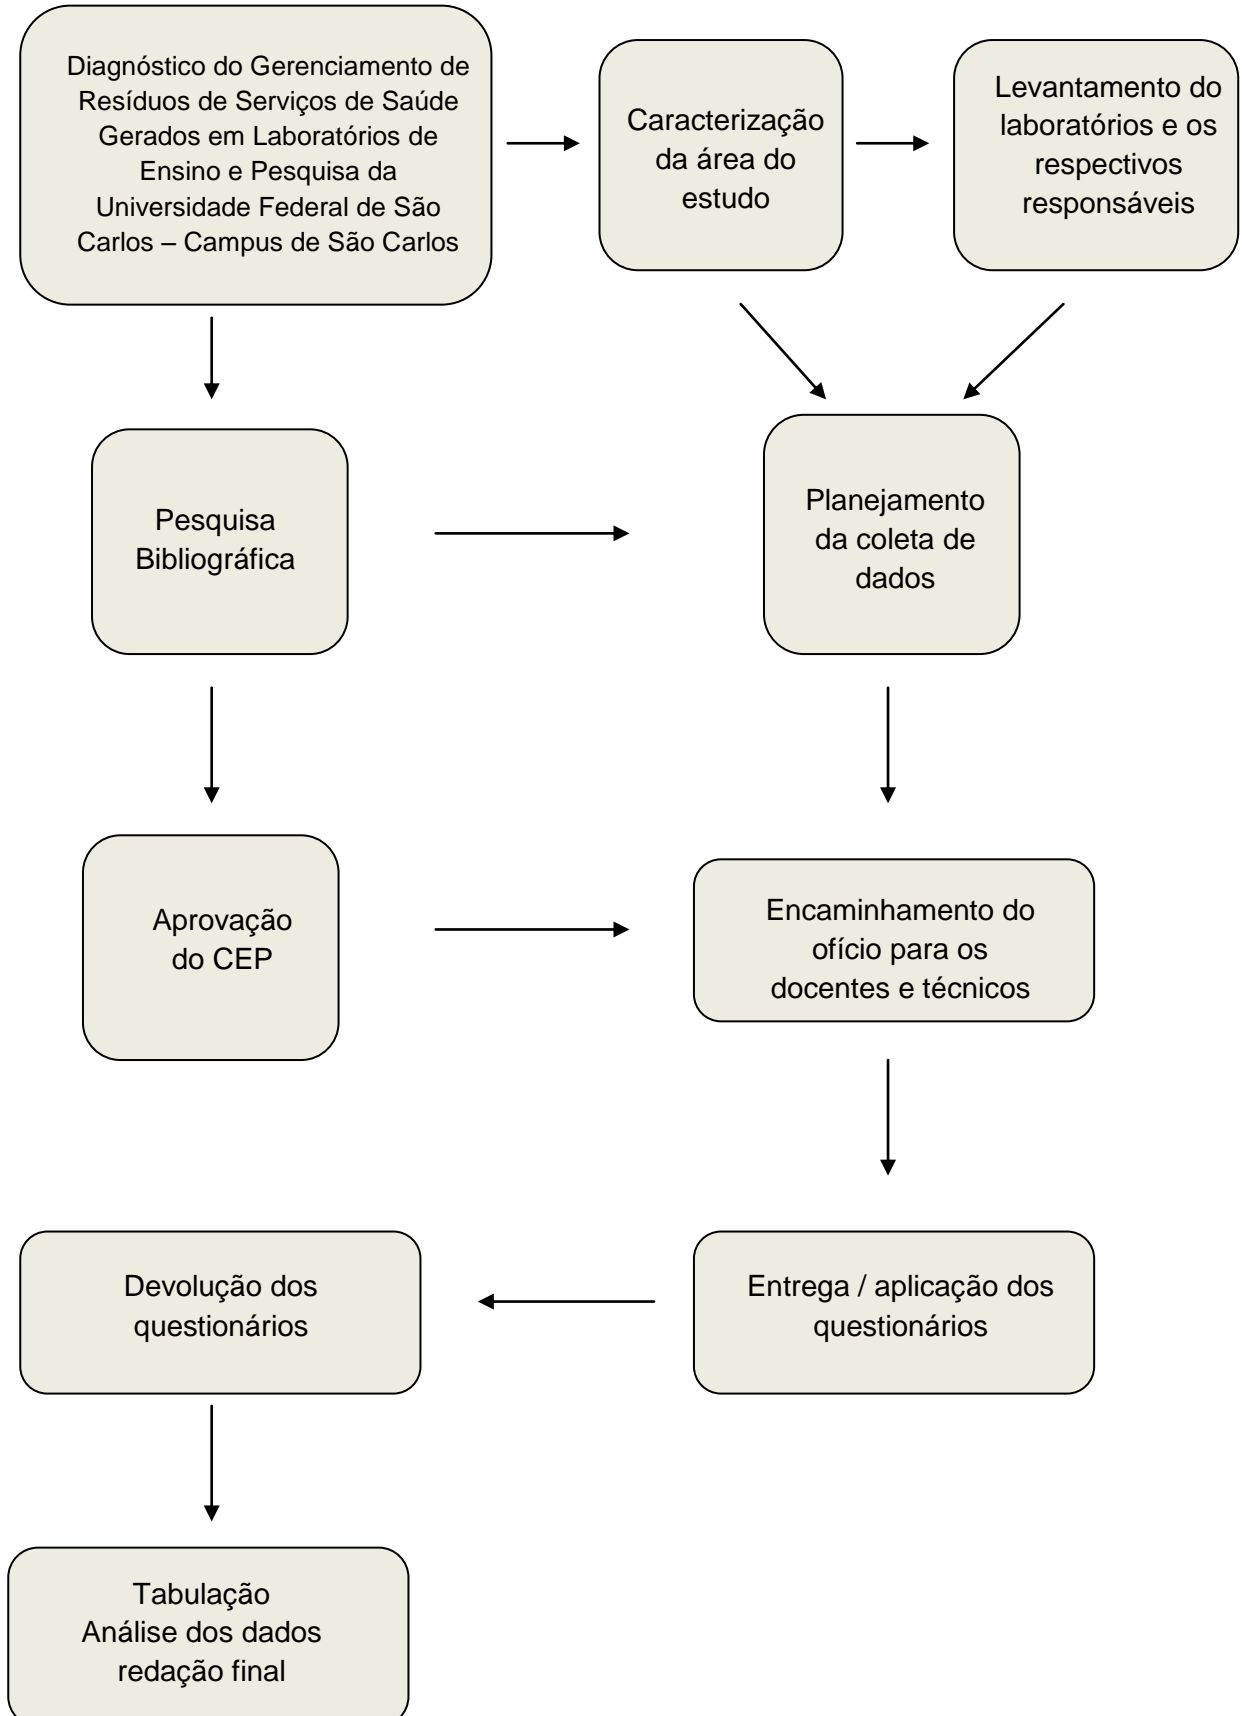 Diagnóstico do Gerenciamento de
Resíduos de Serviços de Saúde
Gerados em Laboratórios de
Ensino e Pesquisa da
Universidade Federal de São
Carlos – Campus de São Carlos
Caracterização
da área do
estudo
Levantamento do
laboratórios e os
respectivos
responsáveis
Pesquisa
Bibliográfica
Planejamento
da coleta de
dados
Aprovação
do CEP
Encaminhamento do
ofício para os
docentes e técnicos
Devolução dos
questionários
Entrega / aplicação dos
questionários
Tabulação
Análise dos dados
redação final